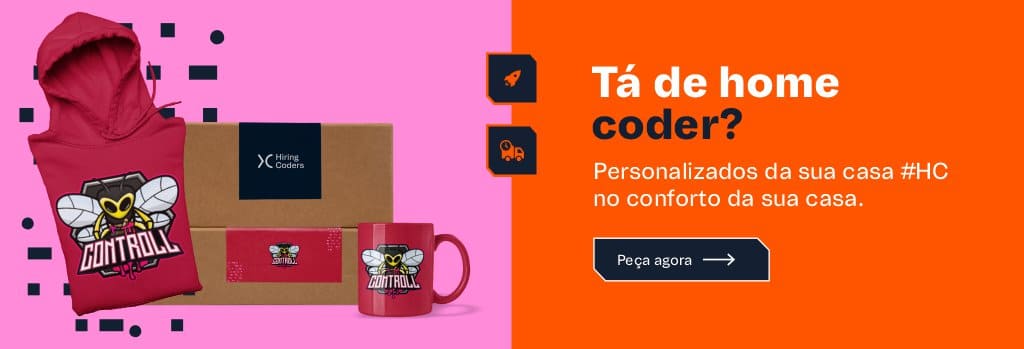 Hiring
Coders
CONTROLL
CONTROLL
CONTROLL
Tá de home
coder?
Personalizados da sua casa #HC
no conforto da sua casa.
Peça agora